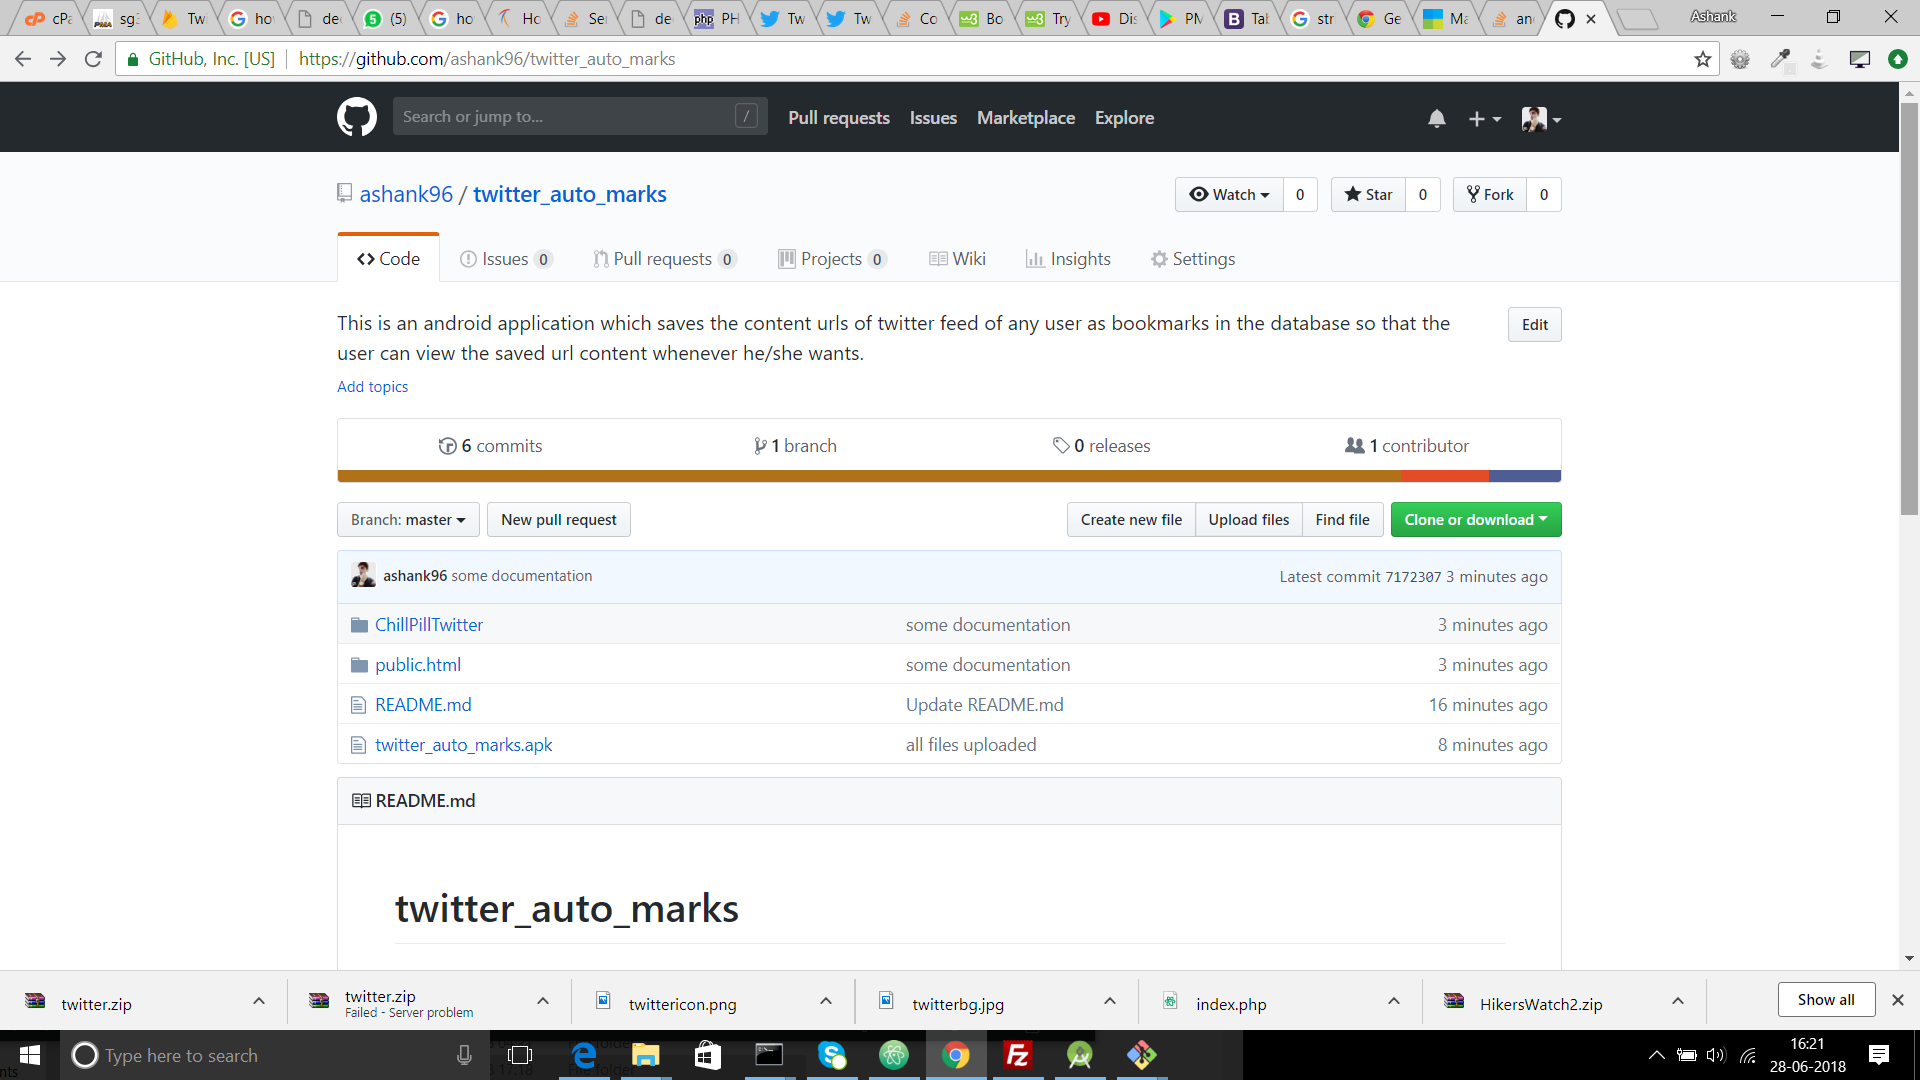 cPa
sg3
Tw
hov
dec
(5)
ho
Ho
Ser
dec
PH
Tw
Tw
Co
Bo
Try
Dis
PM
Tab
str
Ge
Ma
an
Ashank
GitHub, Inc. [US] https://github.com/ashank96/twitter_auto_marks
Search or jump to... /
Pull requests Issues Marketplace Explore
ashank96 / twitter_auto_marks
Watch 0 Star 0 Fork 0
Code Issues 0 Pull requests 0 Projects 0 Wiki Insights Settings
This is an android application which saves the content urls of twitter feed of any user as bookmarks in the database so that the
user can view the saved url content whenever he/she wants.
Edit
Add topics
6 commits 1 branch 0 releases 1 contributor
Branch: master New pull request Create new file Upload files Find file Clone or download
ashank96 some documentation Latest commit 7172307 3 minutes ago
ChillPillTwitter some documentation 3 minutes ago
public.html some documentation 3 minutes ago
README.md Update README.md 16 minutes ago
twitter_auto_marks.apk all files uploaded 8 minutes ago
README.md
twitter_auto_marks
twitter.zip
twitter.zip
Failed - Server problem
twittericon.png
twitterbg.jpg
index.php
HikersWatch2.zip
Show all
Type here to search
16:21
28-06-2018